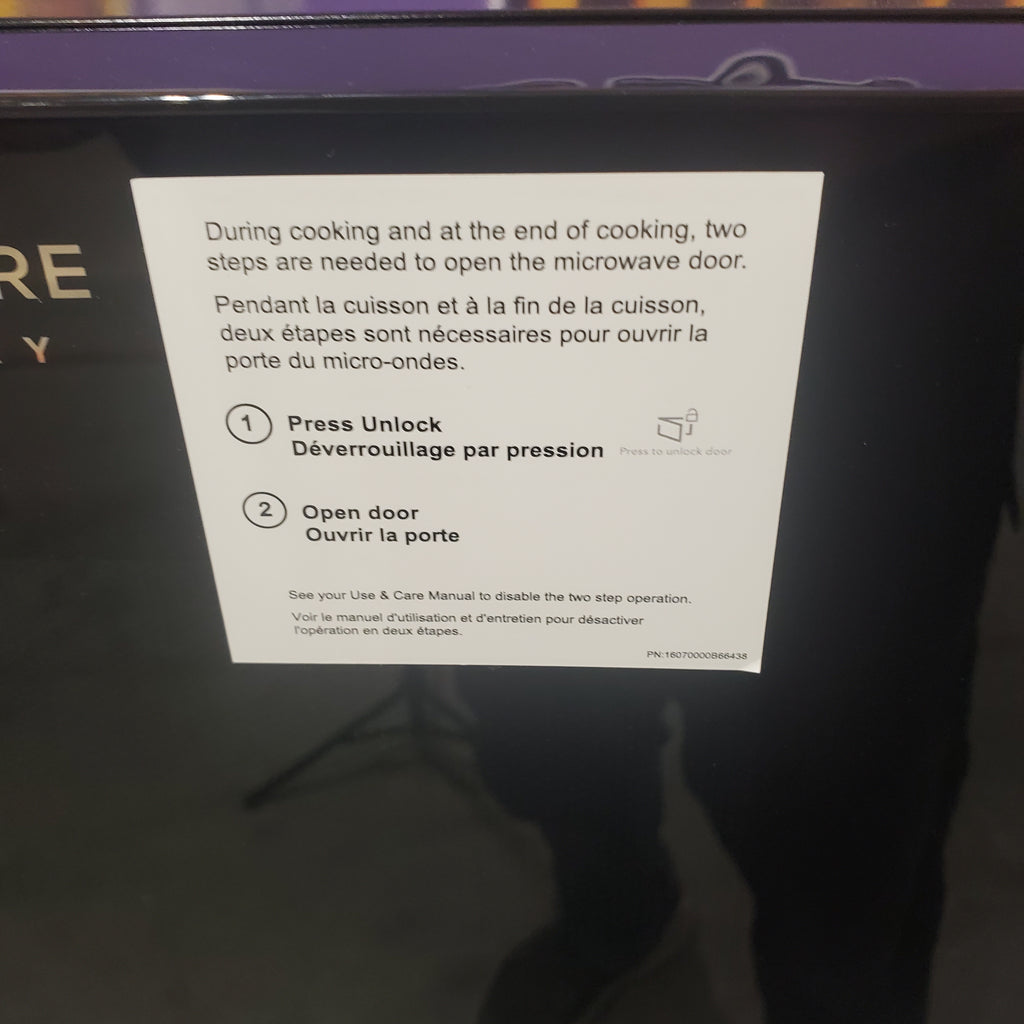 During cooking and at the end of cooking, two
steps are needed to open the microwave door.
Pendant la cuisson et à la fin de la cuisson,
deux étapes sont nécessaires pour ouvrir la
porte du micro-ondes.
RE
Y
1 Press Unlock
Déverrouillage par pression
Press to unlock door
2 Open door
Ouvrir la porte
See your Use & Care Manual to disable the two step operation.
Voir le manuel d'utilisation et d'entretien pour désactiver
l'opération en deux étapes.
PN:16070000B66438